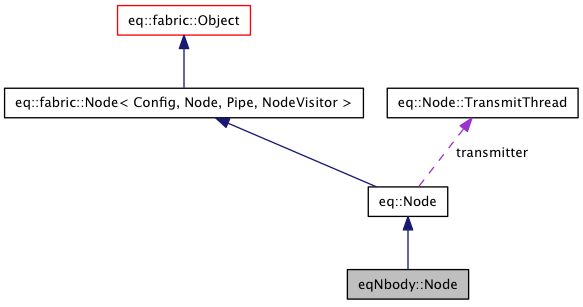 eq::fabric::Object
eq::fabric::Node< Config, Node, Pipe, NodeVisitor >
eq::Node::TransmitThread
transmitter
eq::Node
eqNbody::Node